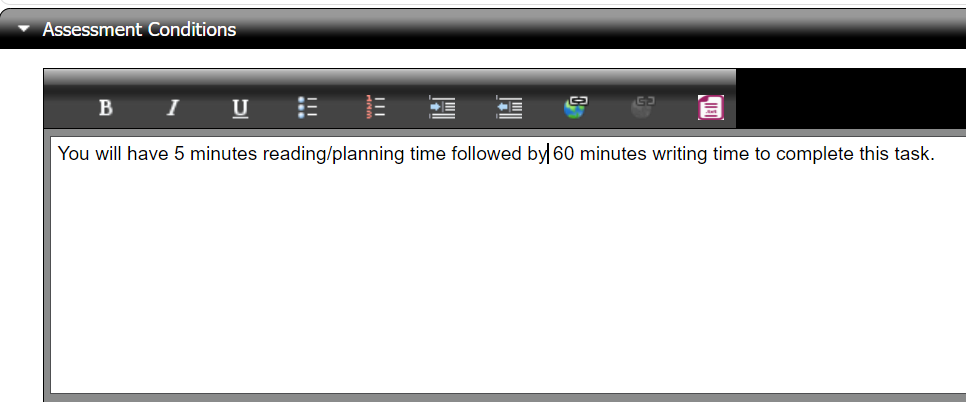 Assessment Conditions
B I U
You will have 5 minutes reading/planning time followed by 60 minutes writing time to complete this task.